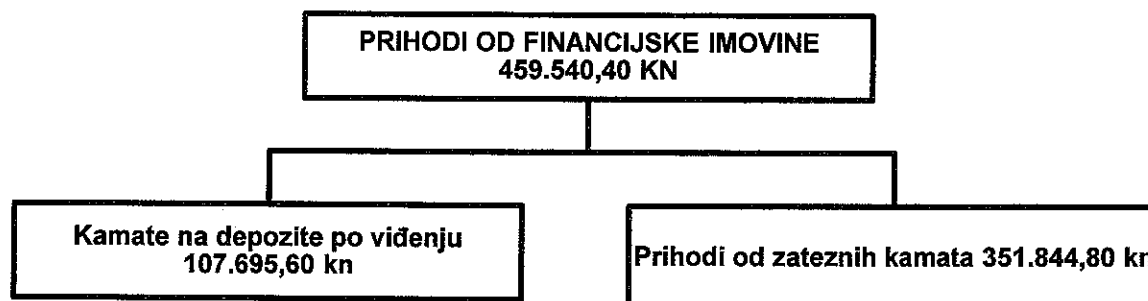 PRIHODI OD FINANCIJSKE IMOVINE
459.540,40 KN
Kamate na depozite po viđenju
107.695,60 kn
Prihodi od zateznih kamata 351.844,80 kn